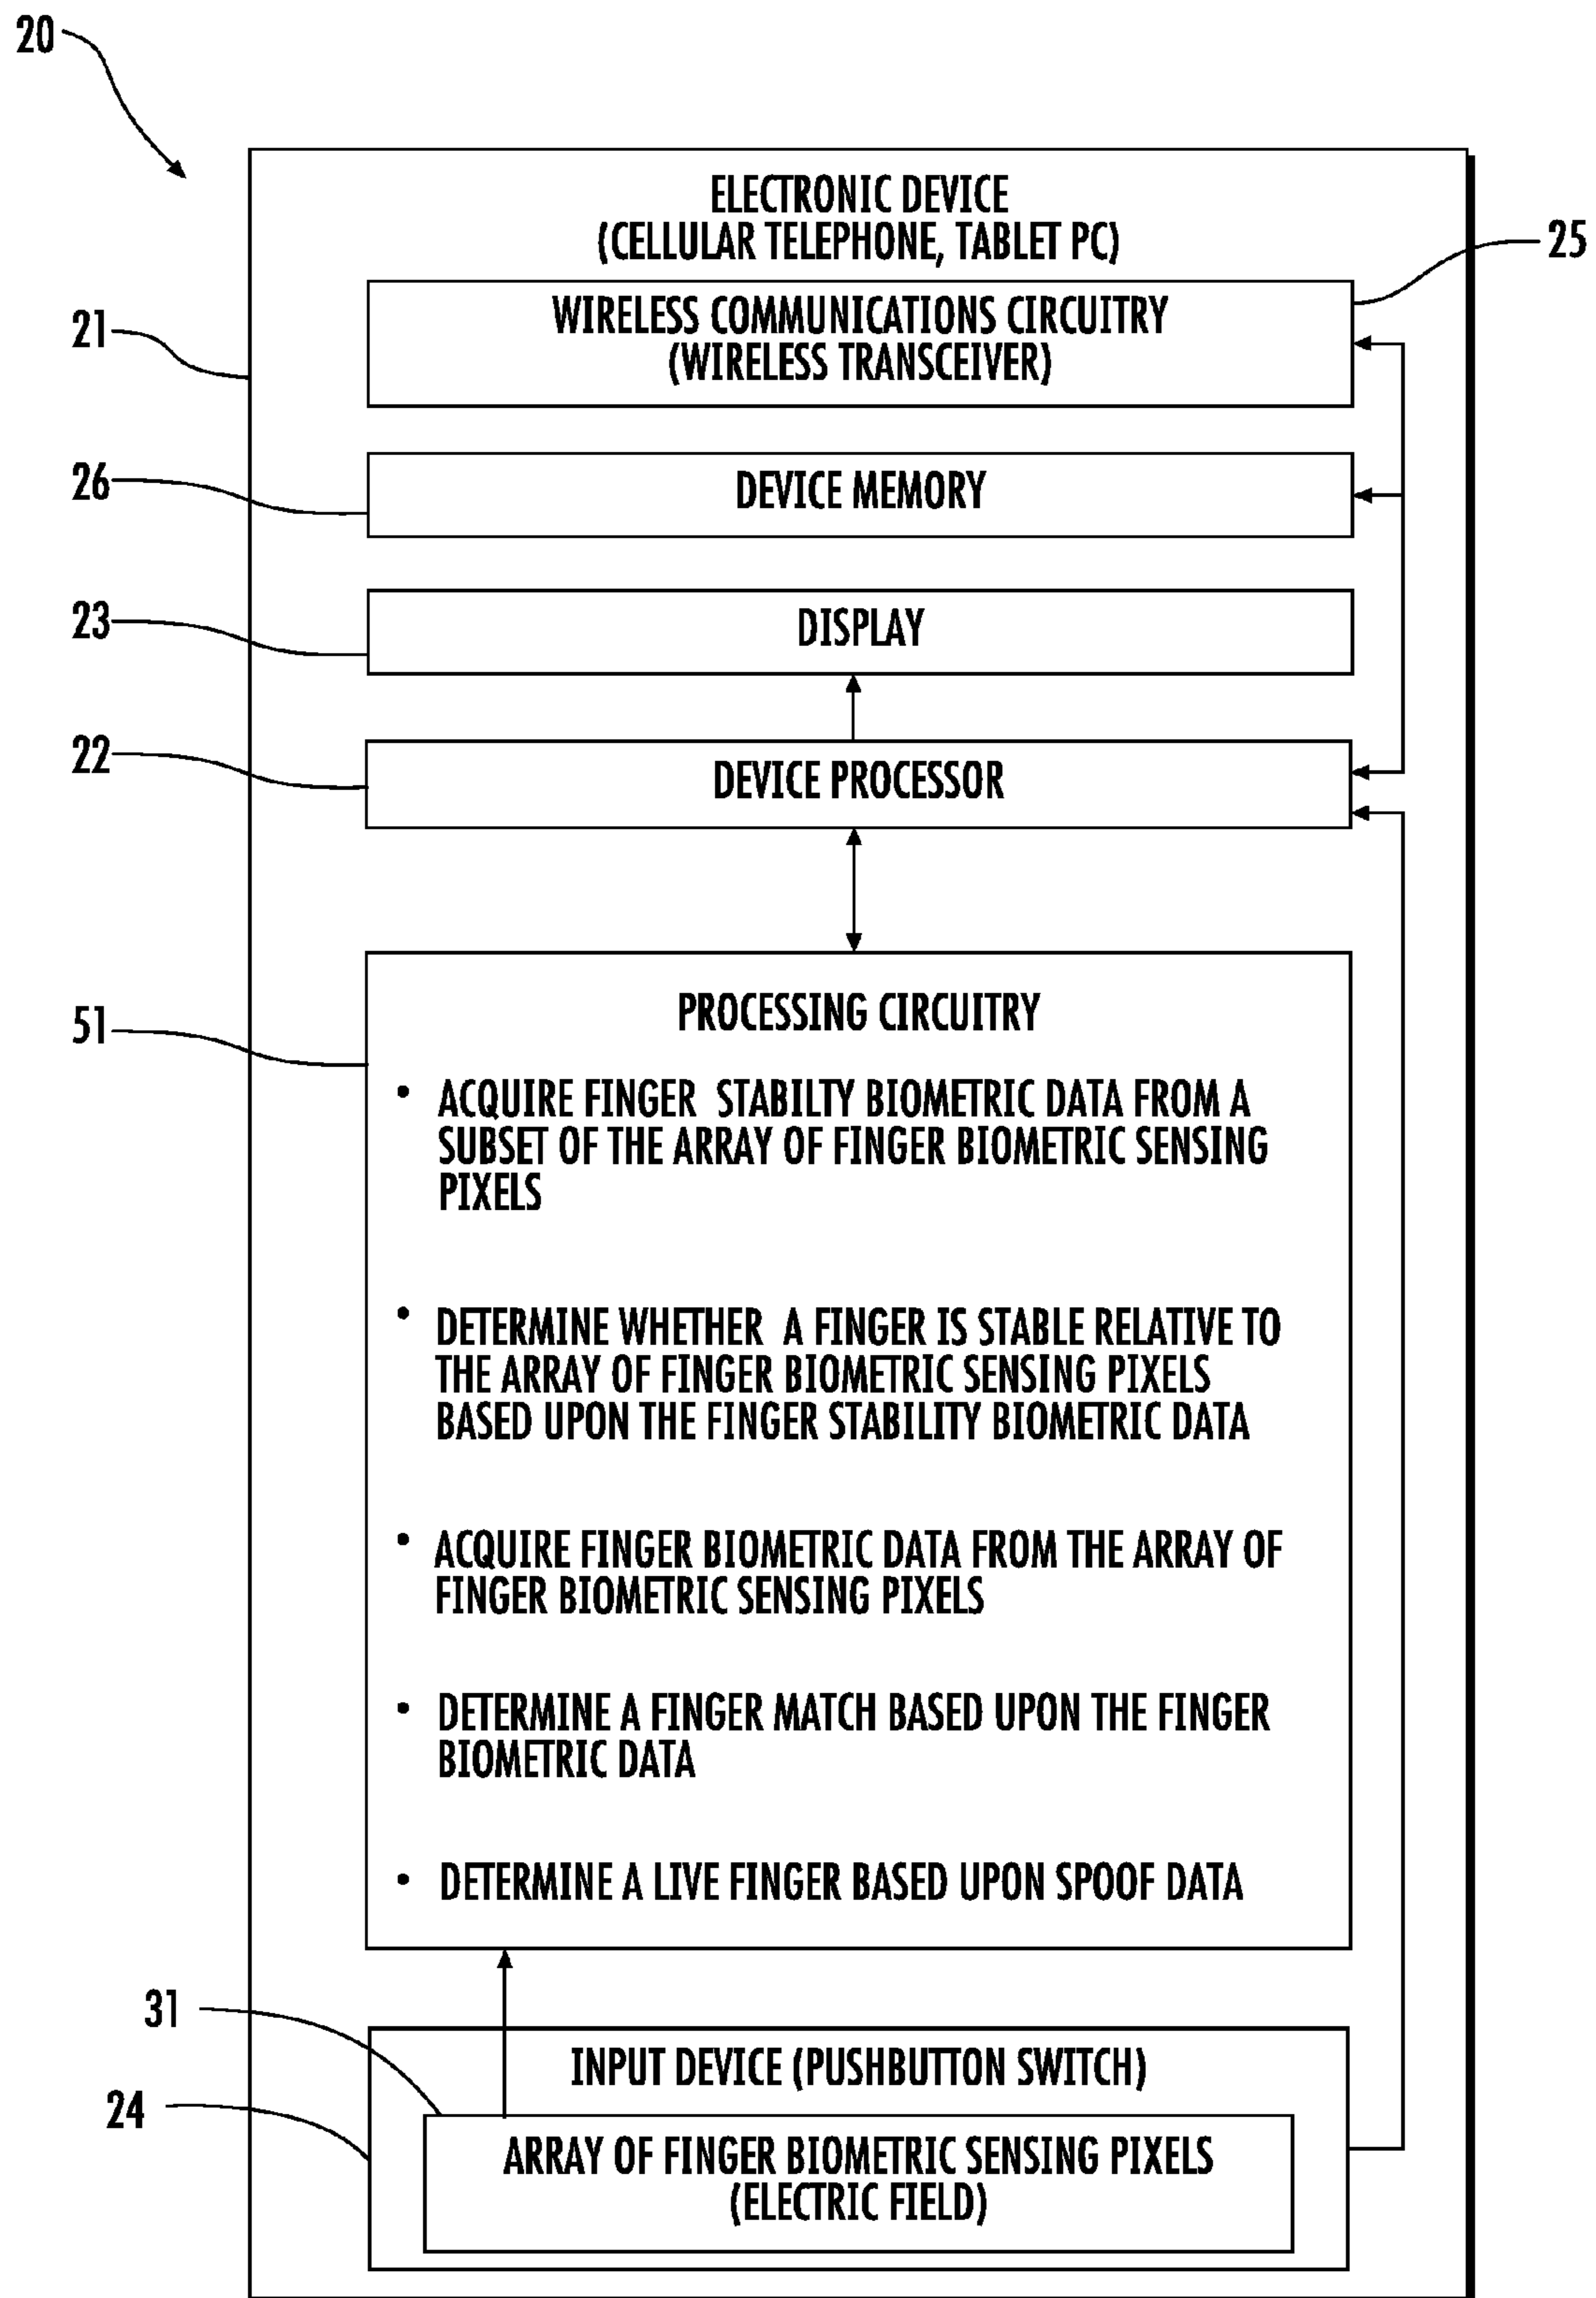 20
ELECTRONIC DEVICE
(CELLULAR TELEPHONE, TABLET PC)
25
WIRELESS COMMUNICATIONS CIRCUITRY
(WIRELESS TRANSCEIVER)
21
26
DEVICE MEMORY
23
DISPLAY
22
DEVICE PROCESSOR
51
PROCESSING CIRCUITRY
• ACQUIRE FINGER STABILTY BIOMETRIC DATA FROM A
SUBSET OF THE ARRAY OF FINGER BIOMETRIC SENSING
PIXELS
• DETERMINE WHETHER A FINGER IS STABLE RELATIVE TO
THE ARRAY OF FINGER BIOMETRIC SENSING PIXELS
BASED UPON THE FINGER STABILITY BIOMETRIC DATA
• ACQUIRE FINGER BIOMETRIC DATA FROM THE ARRAY OF
FINGER BIOMETRIC SENSING PIXELS
• DETERMINE A FINGER MATCH BASED UPON THE FINGER
BIOMETRIC DATA
• DETERMINE A LIVE FINGER BASED UPON SPOOF DATA
31
INPUT DEVICE (PUSHBUTTON SWITCH)
24
ARRAY OF FINGER BIOMETRIC SENSING PIXELS
(ELECTRIC FIELD)